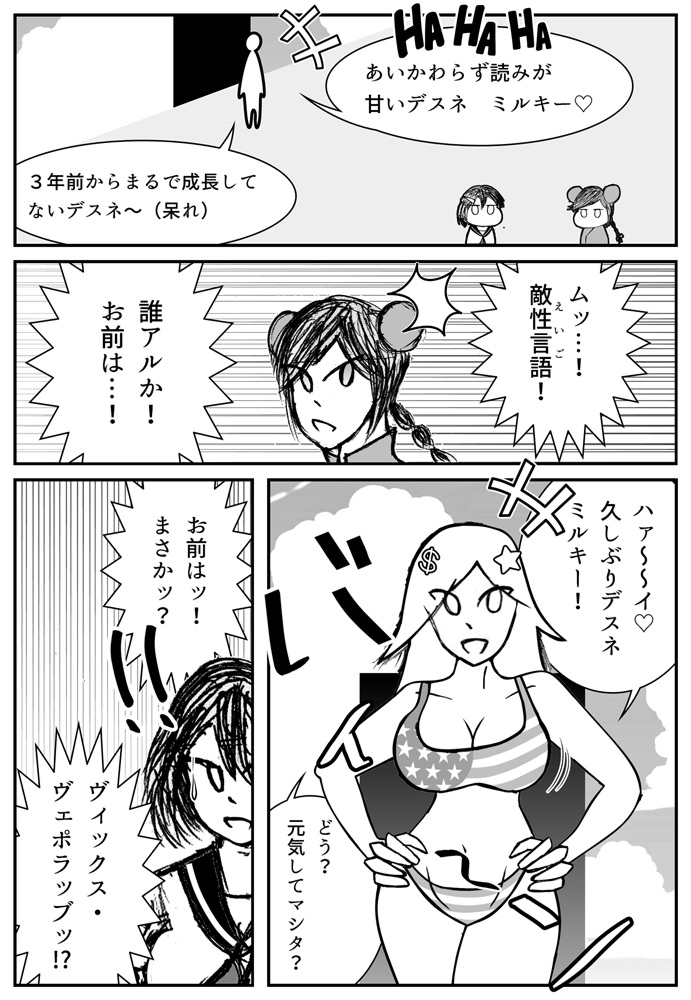 HA HA HA
あいかわらず読みが
甘いデスネ　ミルキー♡
３年前からまるで成長して
ないデスネ～（呆れ）
ムッ…！
敵性言語！
えいご
誰アルか！
お前は…！
ハァ～～イ♡
久しぶりデスネ
ミルキー！
どう？
元気してマシタ？
$
お前はッ！
まさかッ？
!!
ヴィックス・
ヴェポラップッ!?